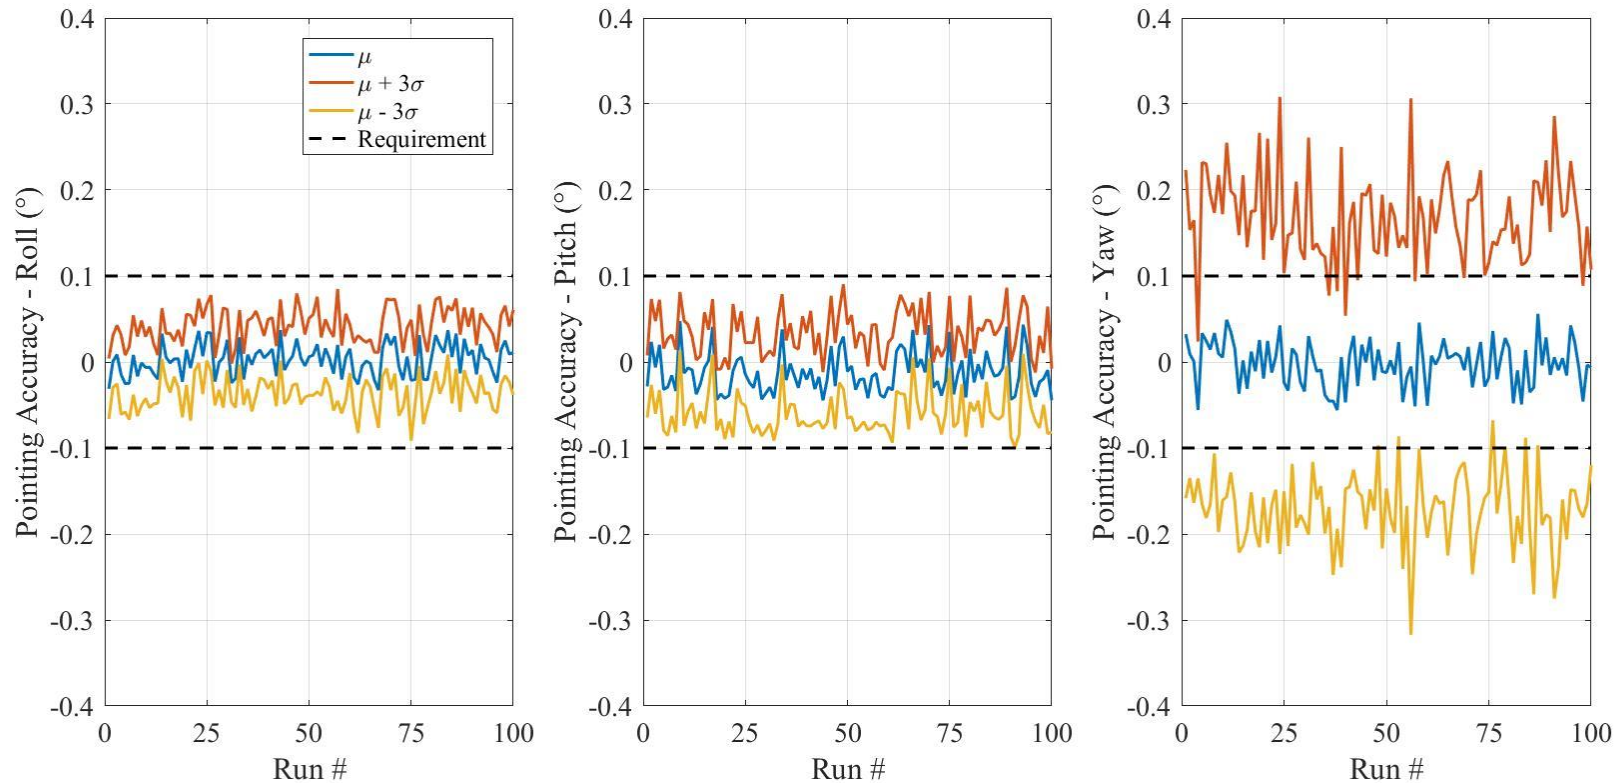 Pointing Accuracy - Roll (°)
0.4
0.3
0.2
0.1
0
-0.1
-0.2
-0.3
-0.4
0 25 50 75 100
Run #
μ
μ + 3σ
μ - 3σ
Requirement
Pointing Accuracy - Pitch (°)
0.4
0.3
0.2
0.1
0
-0.1
-0.2
-0.3
-0.4
0 25 50 75 100
Run #
Pointing Accuracy - Yaw (°)
0.4
0.3
0.2
0.1
0
-0.1
-0.2
-0.3
-0.4
0 25 50 75 100
Run #